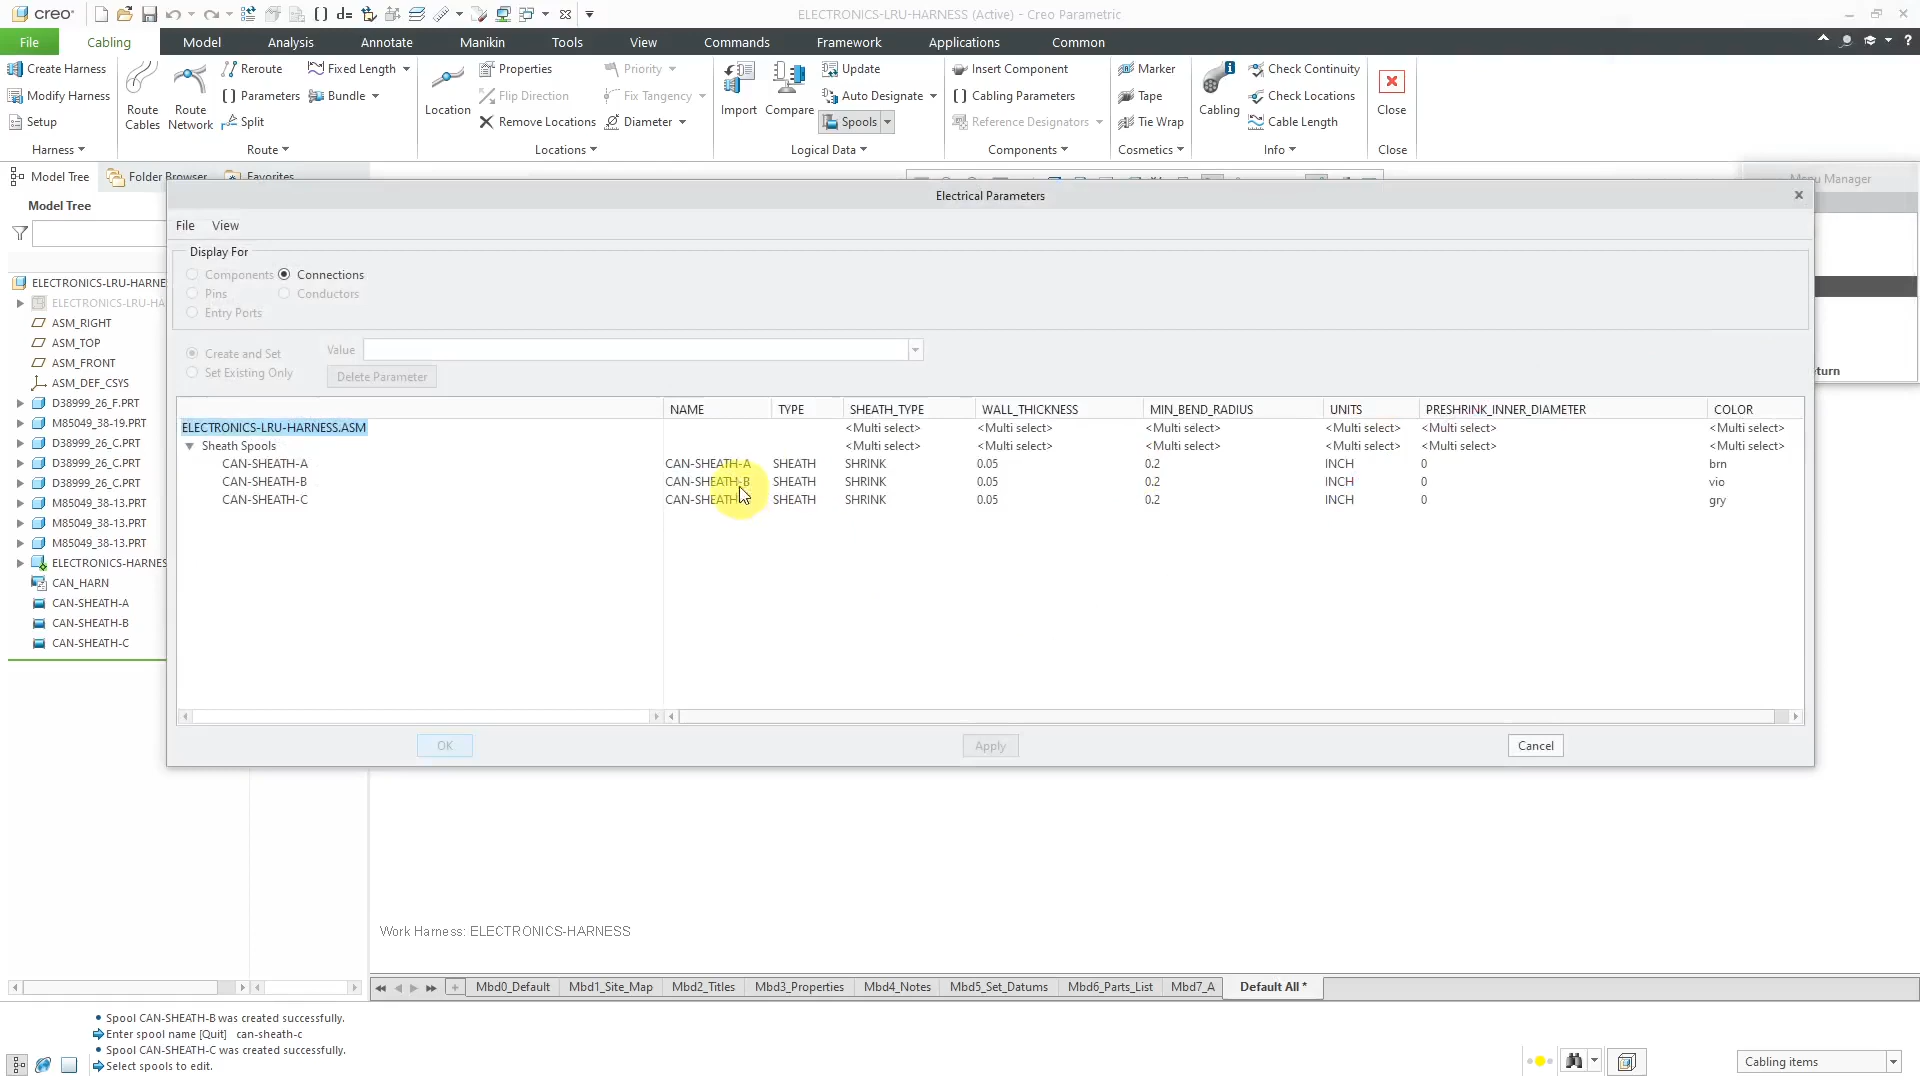 creo
ELECTRONICS-LRU-HARNESS (Active) - Creo Parametric
File Cabling Model Analysis Annotate Manikin Tools View Commands Framework Applications Common
Create Harness
Modify Harness
Setup
Harness
Route Cables
Route Network
Reroute
Parameters
Split
Fixed Length
Bundle
Route
Location
Properties
Flip Direction
Remove Locations
Priority
Fix Tangency
Diameter
Locations
Import
Compare
Update
Auto Designate
Spools
Logical Data
Insert Component
Cabling Parameters
Reference Designators
Components
Marker
Tape
Tie Wrap
Cosmetics
Cabling
Check Continuity
Check Locations
Cable Length
Info
Close
Close
Model Tree Folder Browser Favorites
Manager
Model Tree
ELECTRONICS-LRU-HARNE
ELECTRONICS-LRU-HA
ASM_RIGHT
ASM_TOP
ASM_FRONT
ASM_DEF_CSYS
D38999_26_F.PRT
M85049_38-19.PRT
D38999_26_C.PRT
D38999_26_C.PRT
D38999_26_C.PRT
M85049_38-13.PRT
M85049_38-13.PRT
M85049_38-13.PRT
ELECTRONICS-HARNES
CAN_HARN
CAN-SHEATH-A
CAN-SHEATH-B
CAN-SHEATH-C
Electrical Parameters
File View
Display For
Components Connections
Pins Conductors
Entry Ports
Create and Set
Set Existing Only
Value
Delete Parameter
turn
NAME TYPE SHEATH_TYPE WALL_THICKNESS MIN_BEND_RADIUS UNITS PRESHRINK_INNER_DIAMETER COLOR
ELECTRONICS-LRU-HARNESS.ASM <Multi select> <Multi select> <Multi select> <Multi select> <Multi select> <Multi select>
Sheath Spools <Multi select> <Multi select> <Multi select> <Multi select> <Multi select> <Multi select>
CAN-SHEATH-A CAN-SHEATH-A SHEATH SHRINK 0.05 0.2 INCH 0 brn
CAN-SHEATH-B CAN-SHEATH-B SHEATH SHRINK 0.05 0.2 INCH 0 vio
CAN-SHEATH-C CAN-SHEATH SHEATH SHRINK 0.05 0.2 INCH 0 gry
OK Apply Cancel
Work Harness: ELECTRONICS-HARNESS
Mbd0_Default Mbd1_Site_Map Mbd2_Titles Mbd3_Properties Mbd4_Notes Mbd5_Set_Datums Mbd6_Parts_List Mbd7_A Default All *
• Spool CAN-SHEATH-B was created successfully.
Enter spool name [Quit] can-sheath-c
• Spool CAN-SHEATH-C was created successfully.
Select spools to edit.
Cabling items